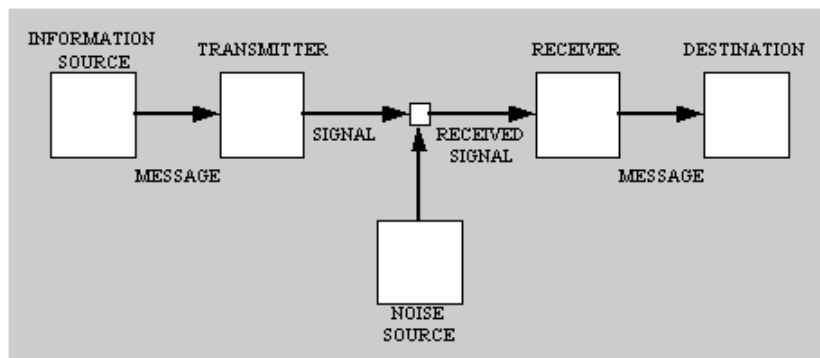 INFORMATION
SOURCE
TRANSMITTER
RECEIVER
DESTINATION
SIGNAL
RECEIVED
SIGNAL
MESSAGE
MESSAGE
NOISE
SOURCE